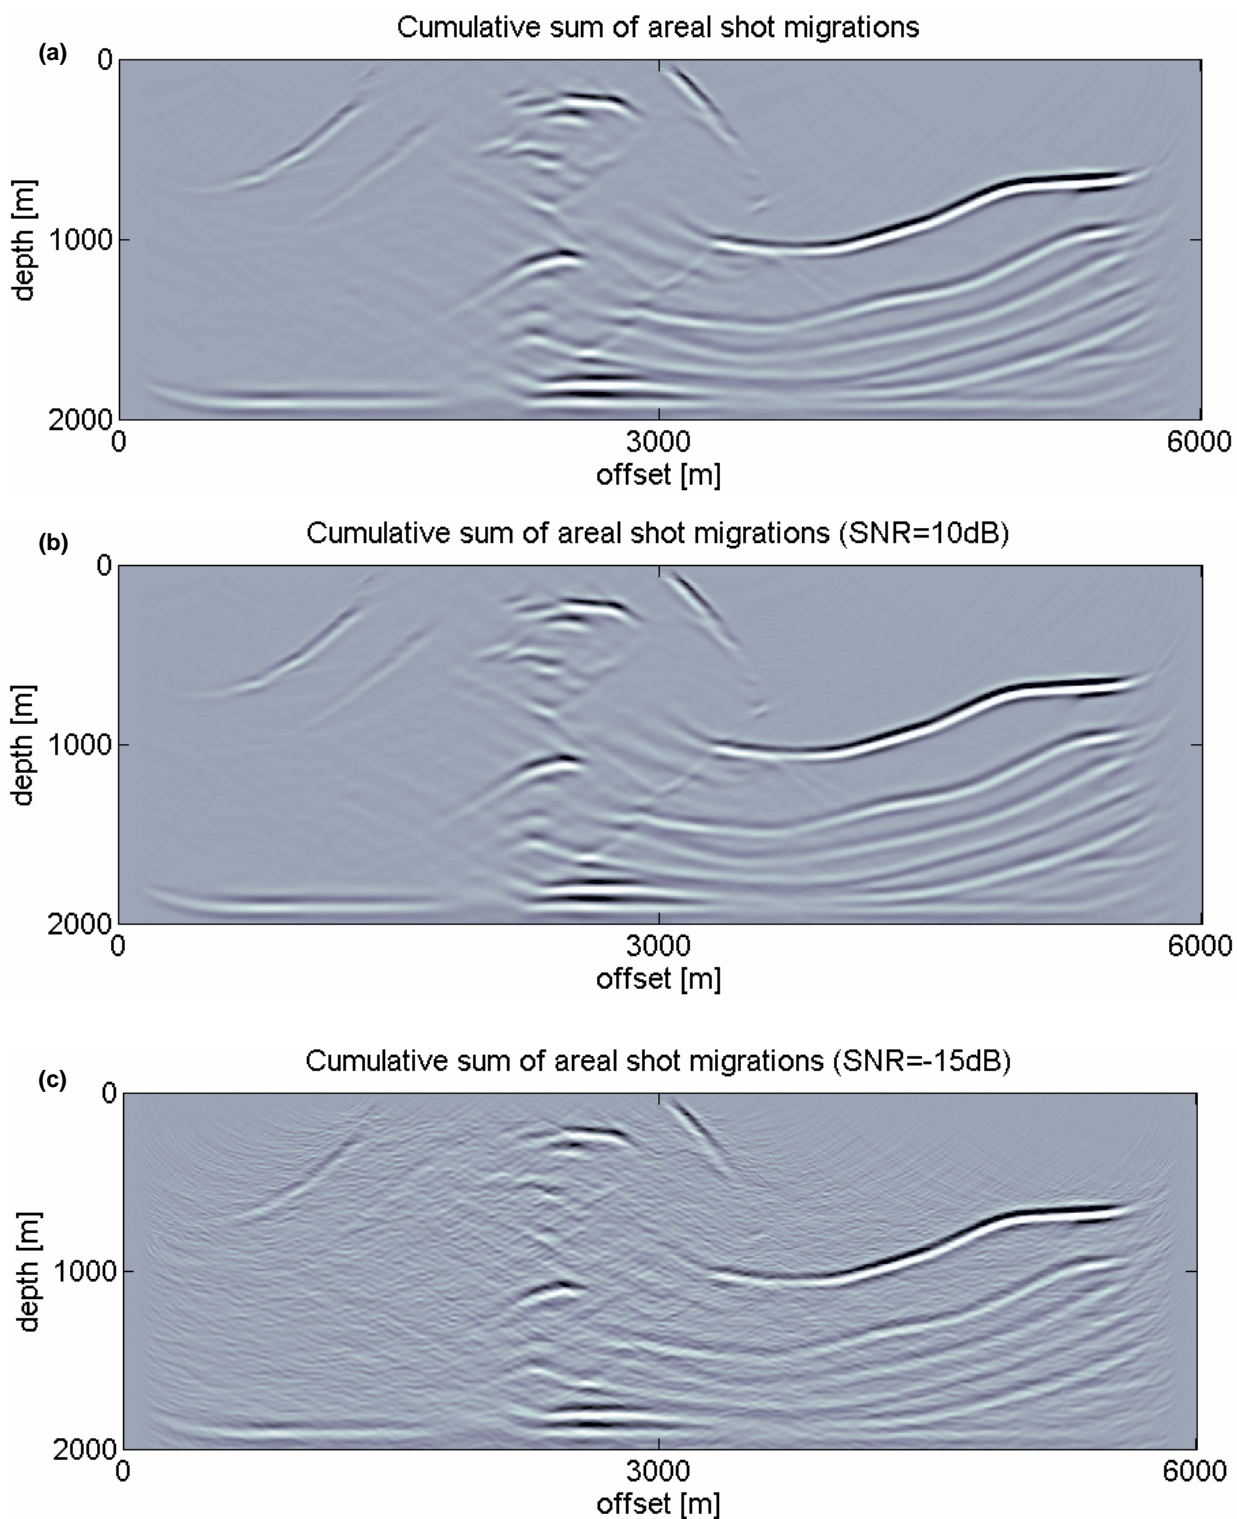 (a)
Cumulative sum of areal shot migrations
0
1000
2000
depth [m]
0 3000 6000
offset [m]
(b)
Cumulative sum of areal shot migrations (SNR=10dB)
0
1000
2000
depth [m]
0 3000 6000
offset [m]
(c)
Cumulative sum of areal shot migrations (SNR=-15dB)
0
1000
2000
depth [m]
0 3000 6000
offset [m]